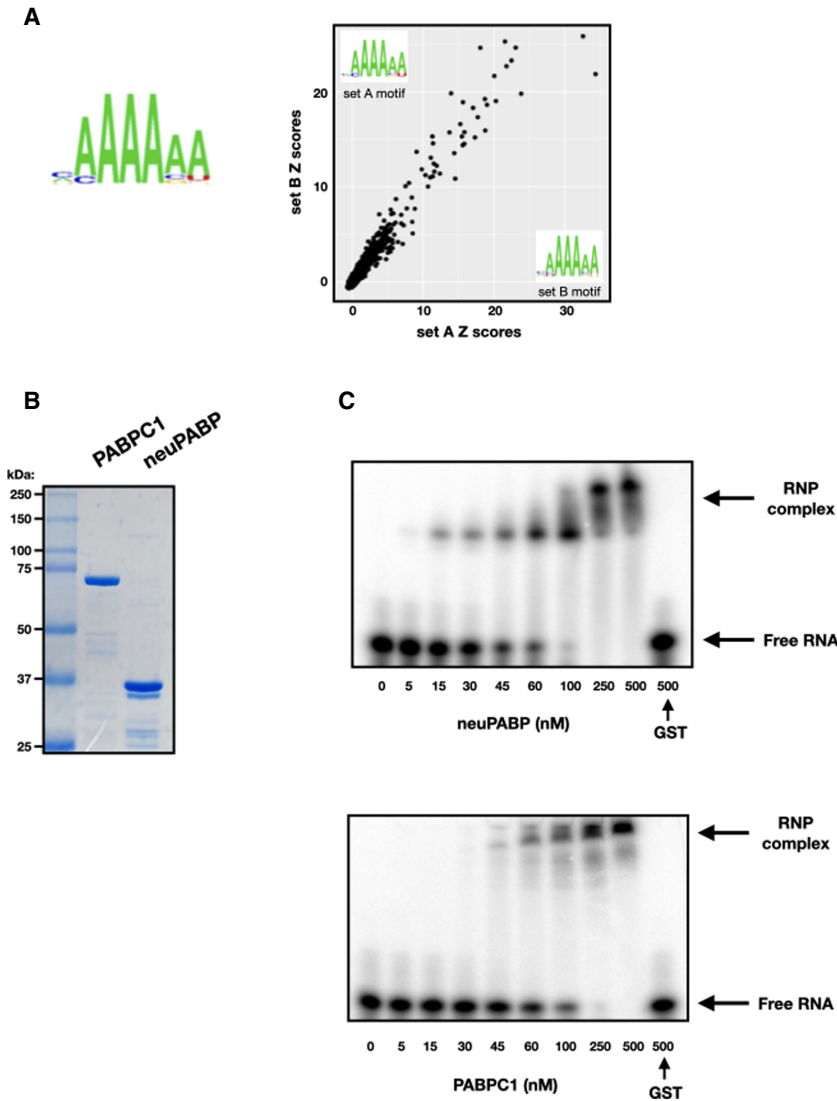 A
set A motif
set B motif
set B Z scores
20
10
0
0 10 20 30
set A Z scores
B
PABPC1
neuPABP
kDa:
250
150
100
75
50
37
25
C
RNP
complex
Free RNA
0 5 15 30 45 60 100 250 500 500
neuPABP (nM)
GST
RNP
complex
Free RNA
0 5 15 30 45 60 100 250 500 500
PABPC1 (nM)
GST